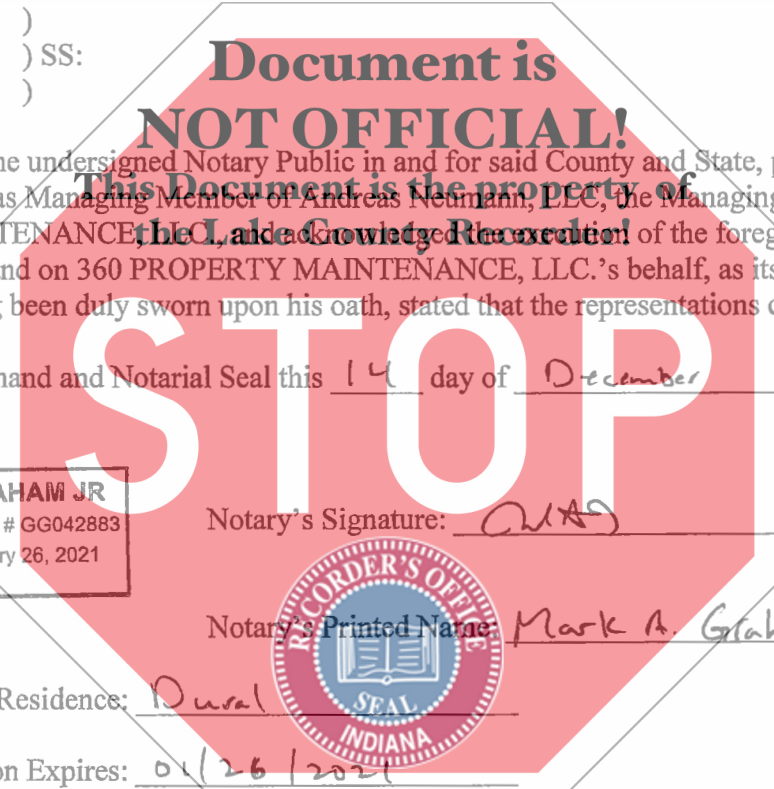 )
) SS:
)
Document is
NOT OFFICIAL!
This Document is the property of
the Lake County Recorder!
ne undersigned Notary Public in and for said County and State, p
as Managing Member of Andreas Neumann, LLC, the Managing
TENANCE, LLC., and acknowledged the execution of the foreg
nd on 360 PROPERTY MAINTENANCE, LLC.'s behalf, as its
g been duly sworn upon his oath, stated that the representations c
STOP
hand and Notarial Seal this 14 day of December
AHAM JR
# GG042883
ry 26, 2021
Notary's Signature:
RECORDER'S OFFICE
SEAL
INDIANA
Notary's Printed Name: Mark A. Grah
Residence: Duval
on Expires: 01/26/2021